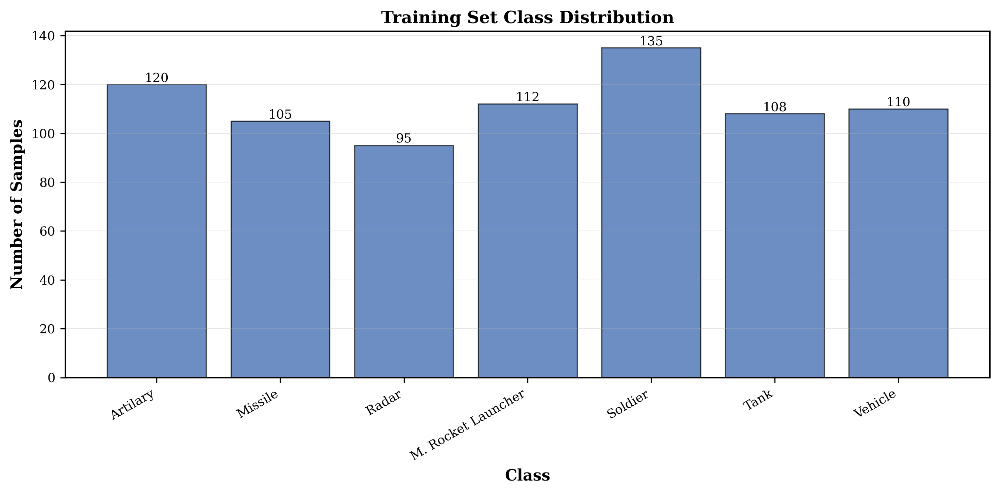 Training Set Class Distribution
Number of Samples
140
120
100
80
60
40
20
0
120
105
95
112
135
108
110
Artilary
Missile
Radar
M. Rocket Launcher
Soldier
Tank
Vehicle
Class